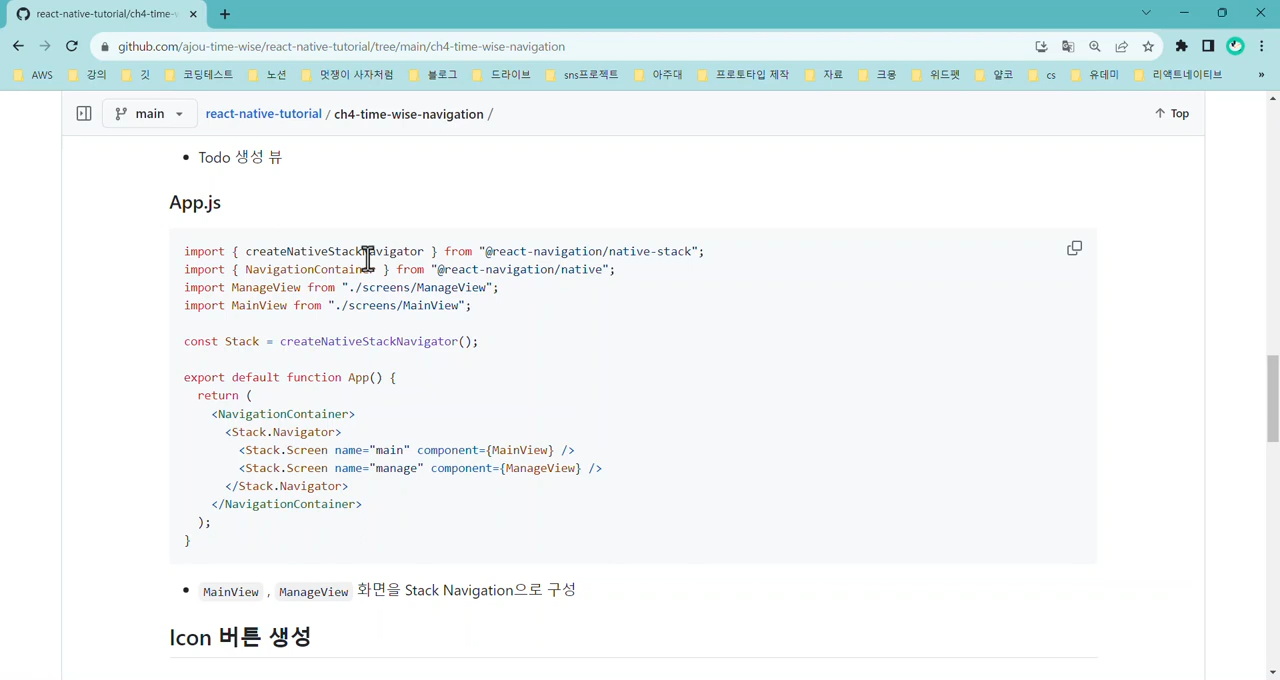 react-native-tutorial/ch4-time-w
github.com/ajou-time-wise/react-native-tutorial/tree/main/ch4-time-wise-navigation
AWS 강의 깃 코딩테스트 노션 멋쟁이 사자처럼 블로그 드라이브 sns프로젝트 아주대 프로토타입 제작 자료 크몽 위드펫 알코 cs 유데미 리액트네이티브 »
main react-native-tutorial / ch4-time-wise-navigation / Top
• Todo 생성 뷰
App.js
import { createNativeStackNavigator } from "@react-navigation/native-stack";
import { NavigationContainer } from "@react-navigation/native";
import ManageView from "./screens/ManageView";
import MainView from "./screens/MainView";
const Stack = createNativeStackNavigator();
export default function App() {
return (
<NavigationContainer>
<Stack.Navigator>
<Stack.Screen name="main" component={MainView} />
<Stack.Screen name="manage" component={ManageView} />
</Stack.Navigator>
</NavigationContainer>
);
}
• MainView , ManageView 화면을 Stack Navigation으로 구성
Icon 버튼 생성